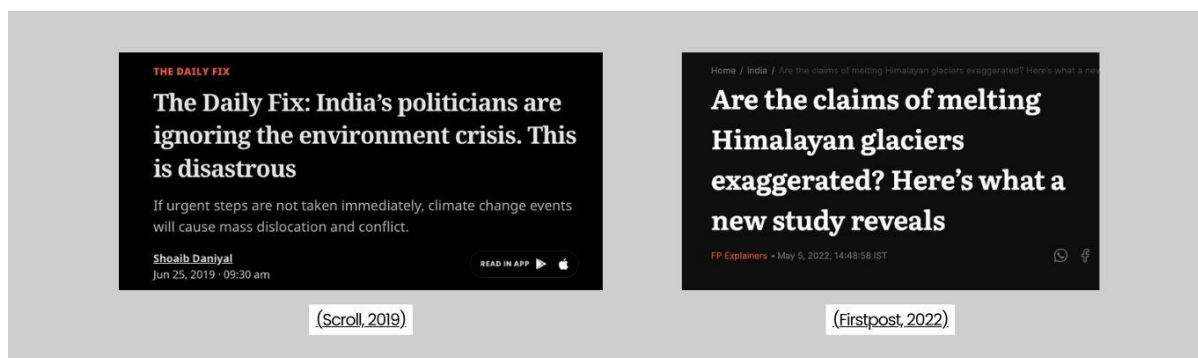 THE DAILY FIX
The Daily Fix: India's politicians are
ignoring the environment crisis. This
is disastrous
If urgent steps are not taken immediately, climate change events
will cause mass dislocation and conflict.
Shoaib Daniyal
Jun 25, 2019 · 09:30 am
READ IN APP
(Scroll, 2019)
Home / India / Are the claims of melting Himalayan glaciers exaggerated? Here's what a new
Are the claims of melting
Himalayan glaciers
exaggerated? Here's what a
new study reveals
FP Explainers • May 5, 2022, 14:48:58 IST
(Firstpost, 2022)